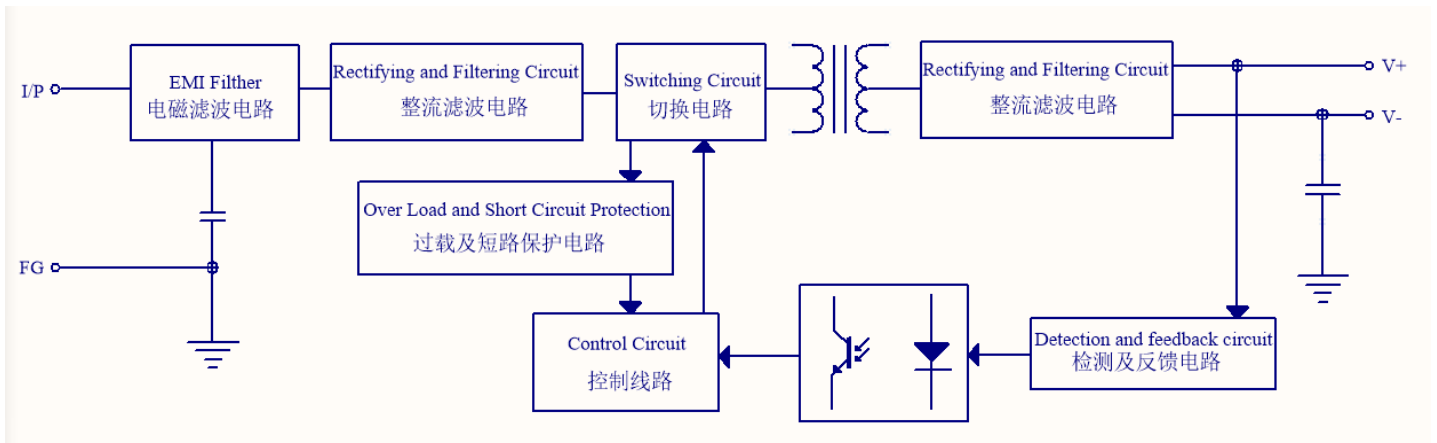 I/P
EMI Filther
电磁滤波电路
Rectifying and Filtering Circuit
整流滤波电路
Switching Circuit
切换电路
Rectifying and Filtering Circuit
整流滤波电路
V+
V-
Over Load and Short Circuit Protection
过载及短路保护电路
FG
Control Circuit
控制线路
Detection and feedback circuit
检测及反馈电路